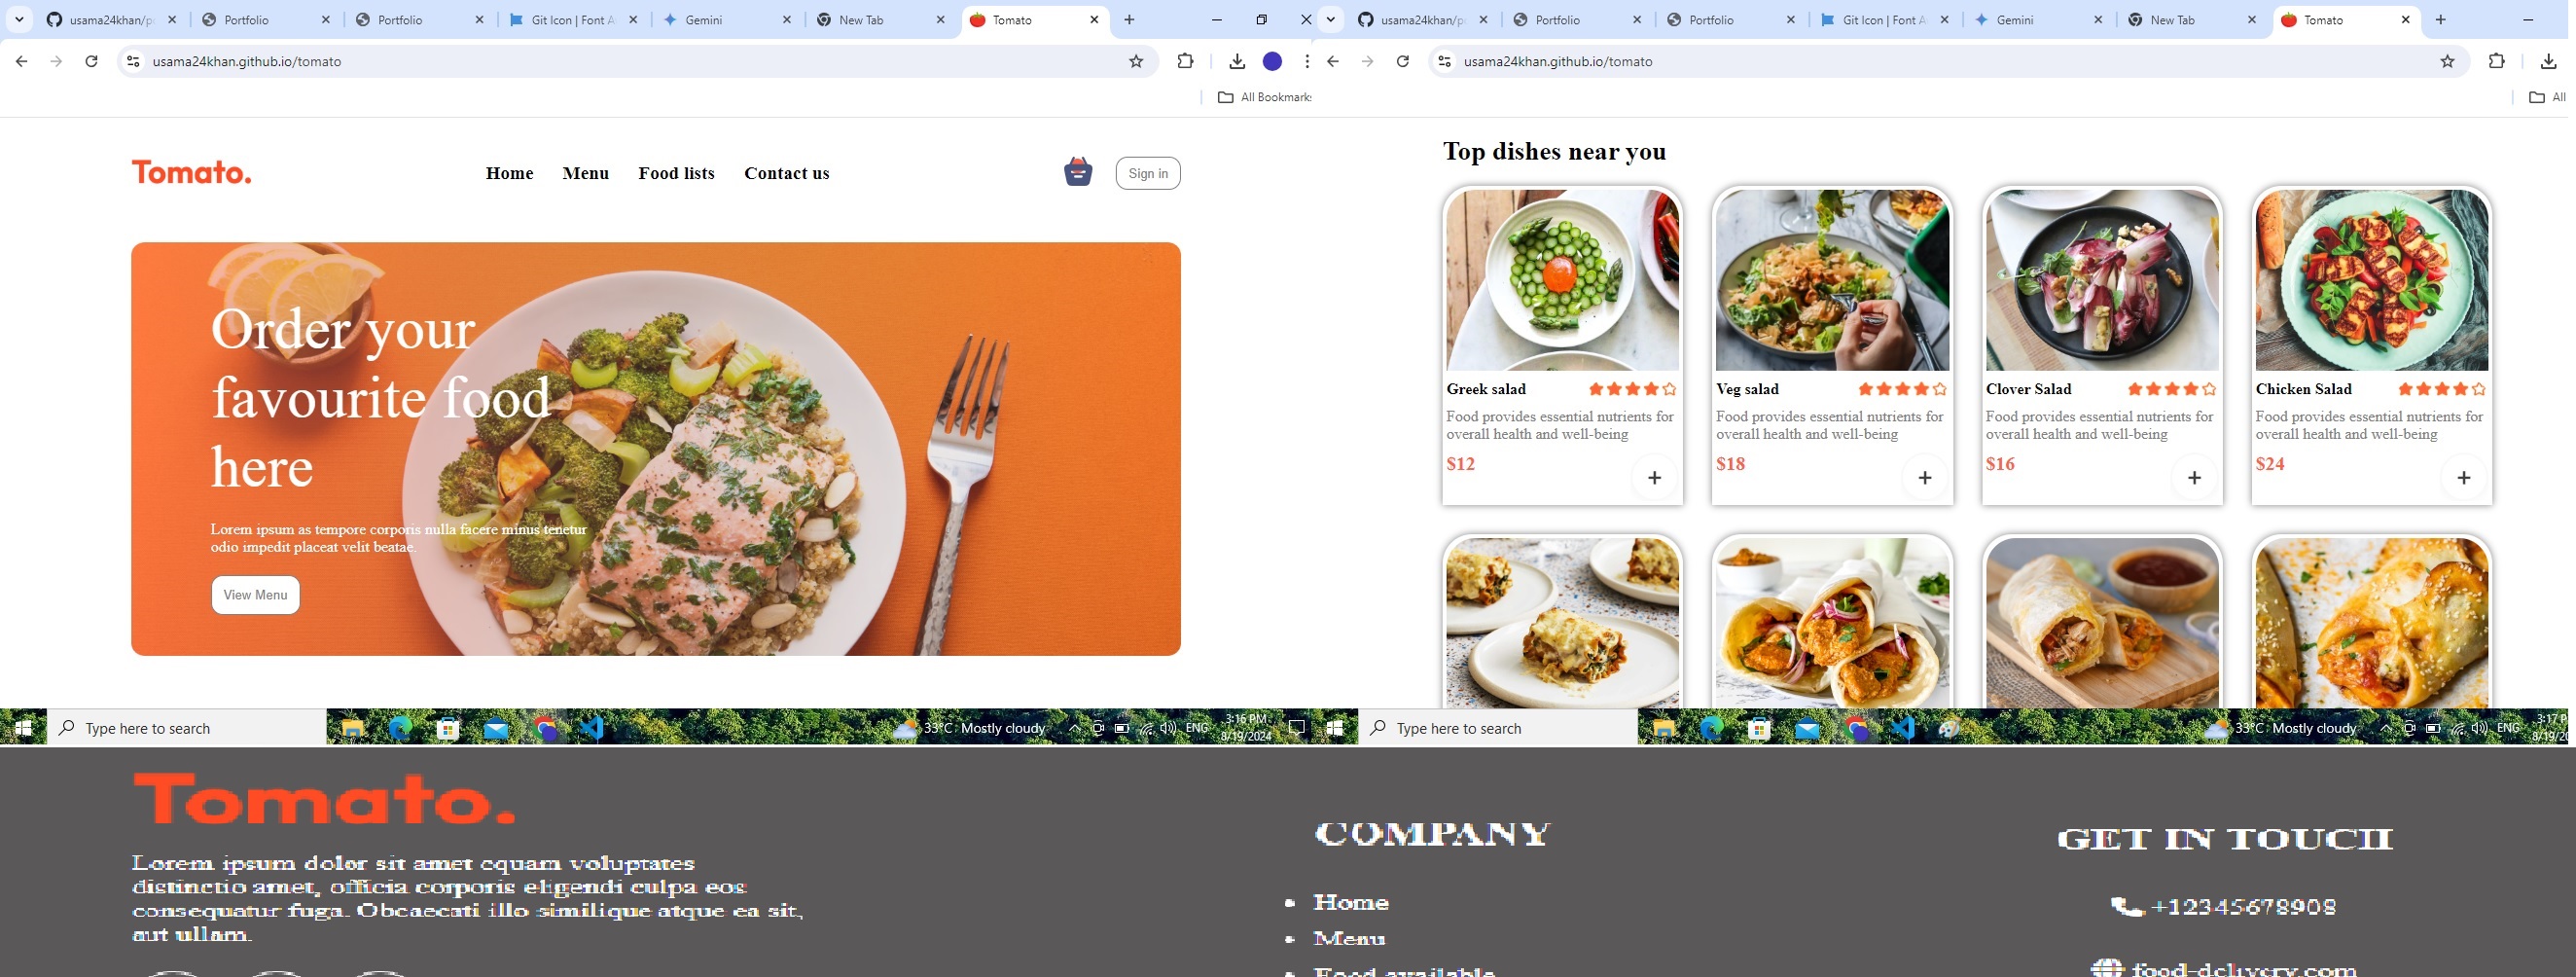 usama24khan/po
Portfolio
Portfolio
Git Icon | Font A
Gemini
New Tab
Tomato
usama24khan.github.io/tomato
All Bookmark:
Tomato.
Home
Menu
Food lists
Contact us
Sign in
Order your
favourite food
here
Lorem ipsum as tempore corporis nulla facere minus tenetur
odio impedit placeat velit beatae.
View Menu
Type here to search
33°C Mostly cloudy
ENG
3:16 PM
8/19/2024
usama24khan/po
Portfolio
Portfolio
Git Icon | Font A
Gemini
New Tab
Tomato
usama24khan.github.io/tomato
All
Top dishes near you
Greek salad
Food provides essential nutrients for
overall health and well-being
$12
+
Veg salad
Food provides essential nutrients for
overall health and well-being
$18
+
Clover Salad
Food provides essential nutrients for
overall health and well-being
$16
+
Chicken Salad
Food provides essential nutrients for
overall health and well-being
$24
+
Type here to search
33°C Mostly cloudy
ENG
3:17 P
8/19/20
Tomato.
Lorem ipsum dolor sit amet cquam voluptates
distinctio amet, officia corporis eligendi culpa eos
consequatur fuga. Obcaecati illo similique atque ea sit,
aut ullam.
COMPANY
Home
Menu
Food available
GET IN TOUCH
+12345678908
food-delivery.com